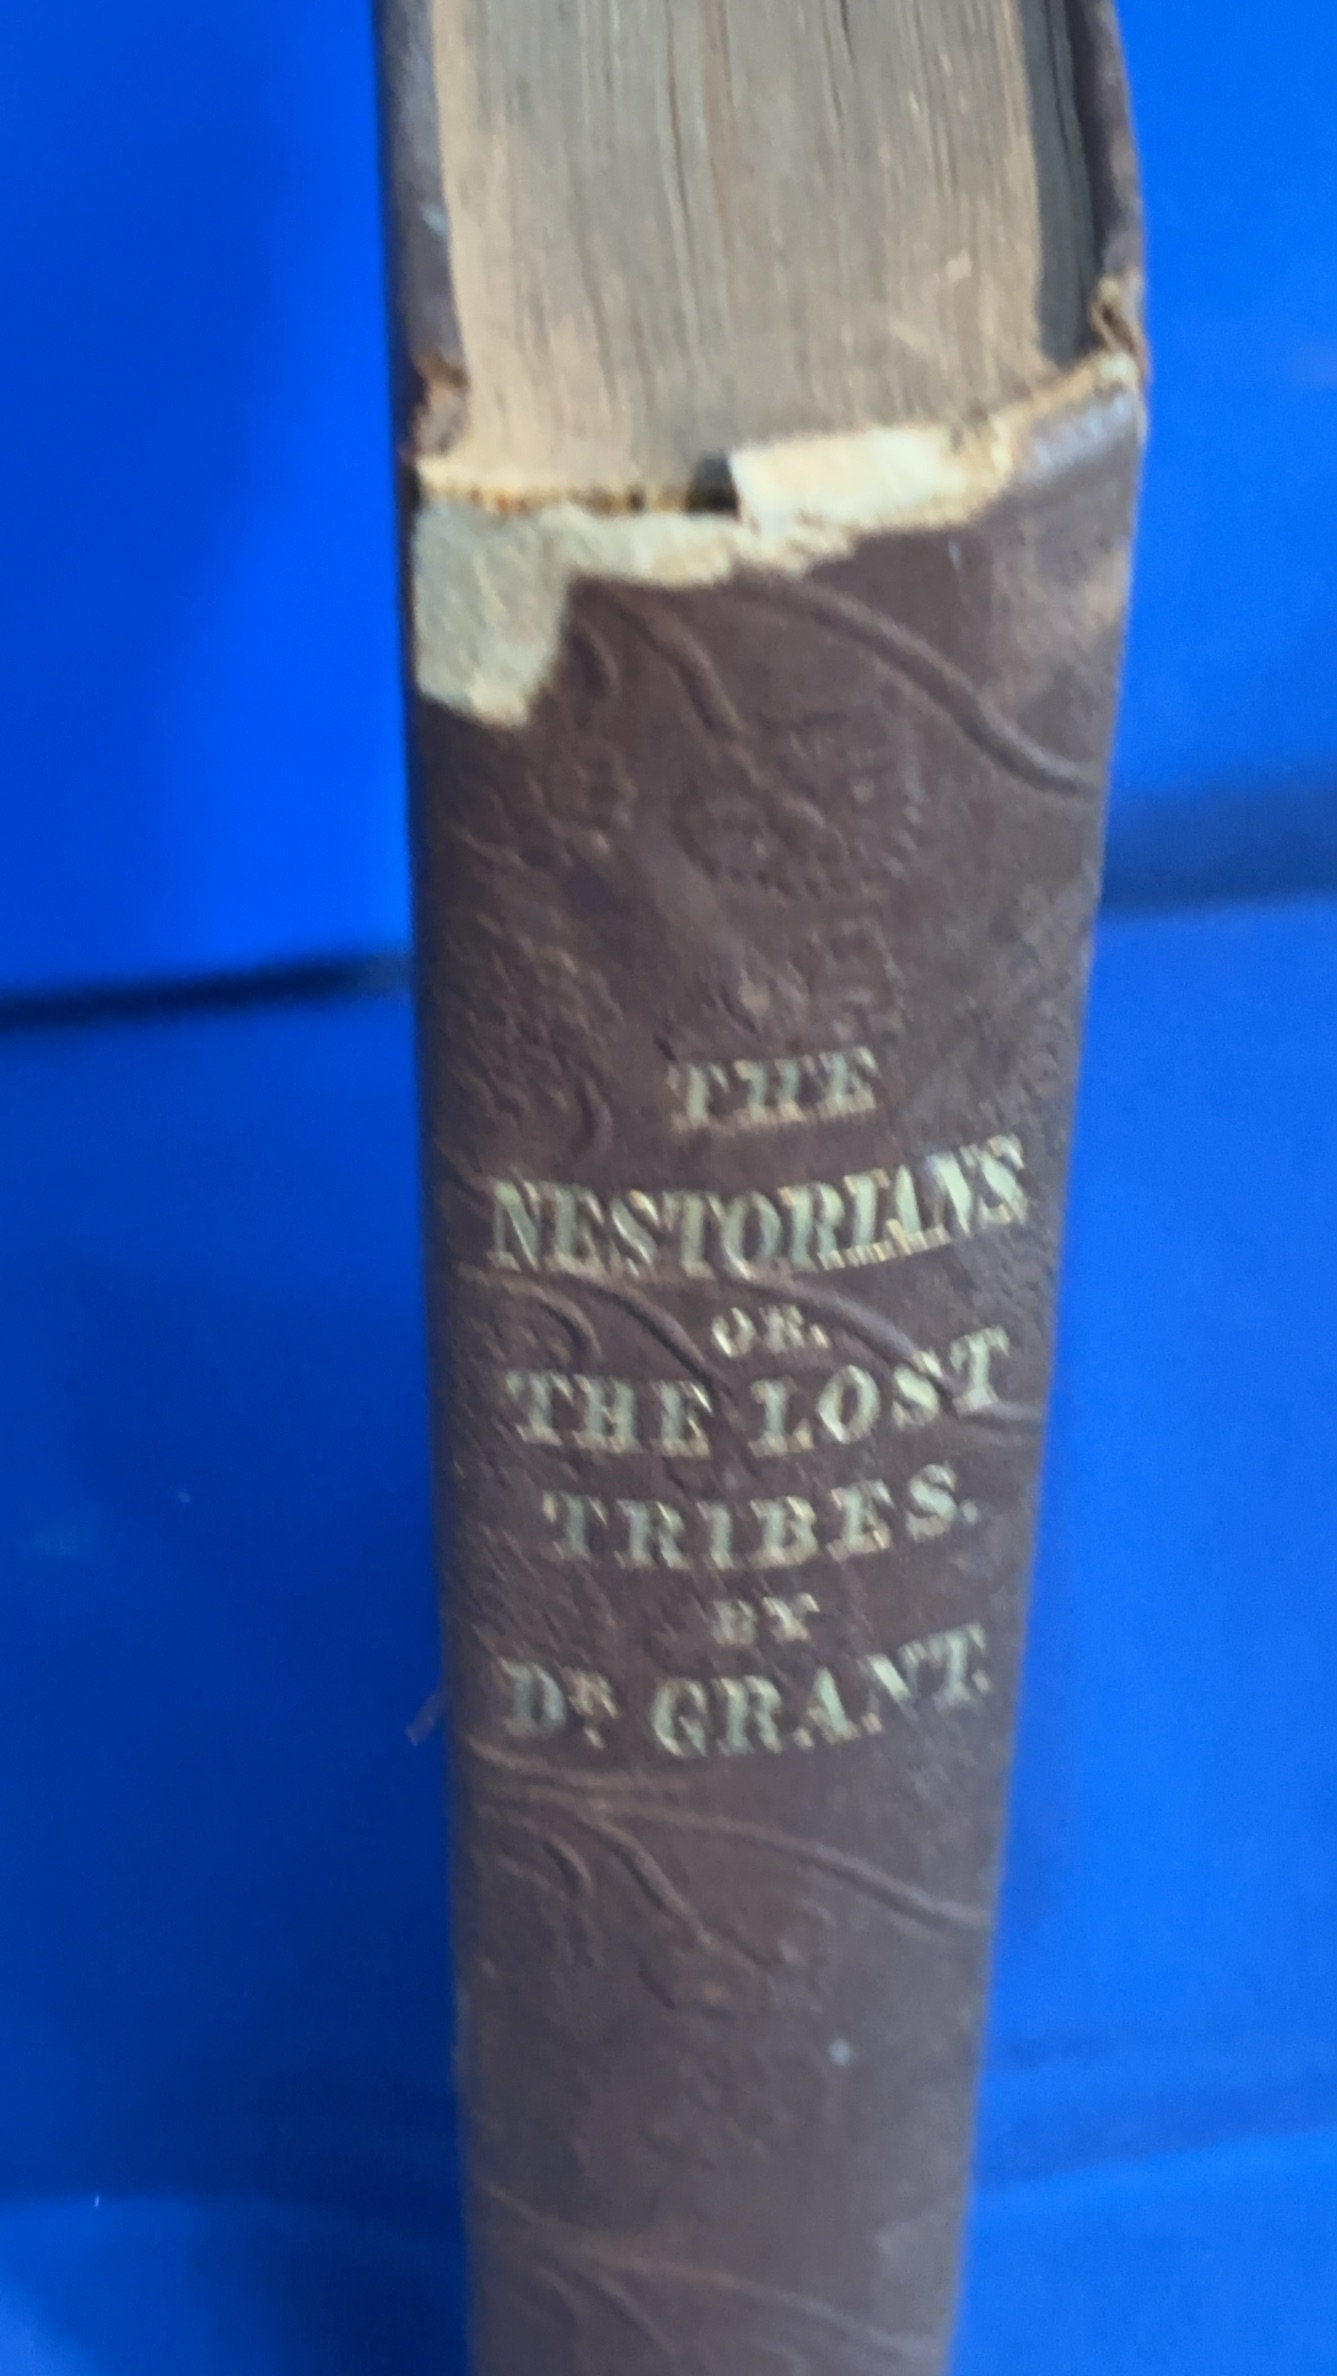 THE
NESTORIANS
OR,
THE LOST
TRIBES.
BY
DR GRANT.